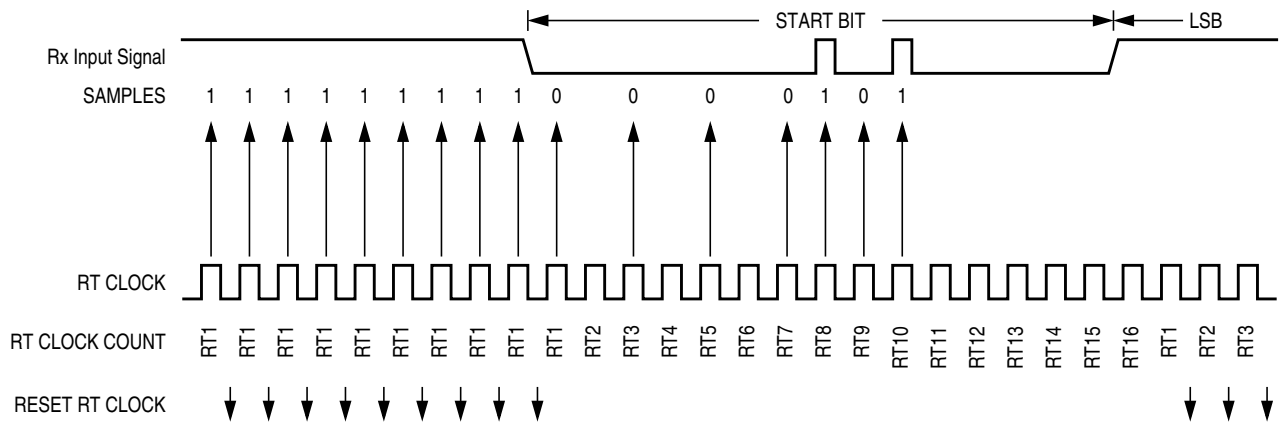 START BIT LSB
Rx Input Signal
SAMPLES 1 1 1 1 1 1 1 1 1 0 0 0 0 1 0 1
RT CLOCK
RT CLOCK COUNT RT1 RT1 RT1 RT1 RT1 RT1 RT1 RT1 RT1 RT1 RT2 RT3 RT4 RT5 RT6 RT7 RT8 RT9 RT10 RT11 RT12 RT13 RT14 RT15 RT16 RT1 RT2 RT3
RESET RT CLOCK